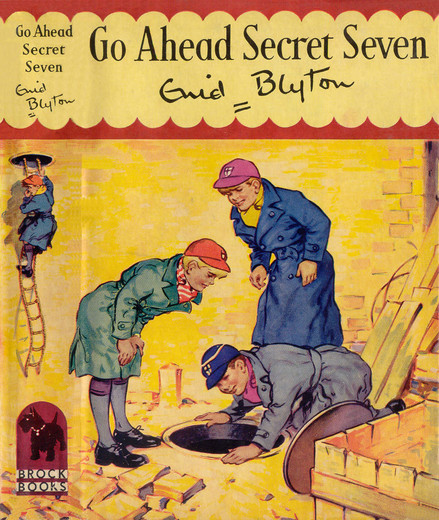 Go Ahead
Secret
Seven
Enid
Blyton
BROCK
BOOKS
Go Ahead Secret Seven
Enid Blyton